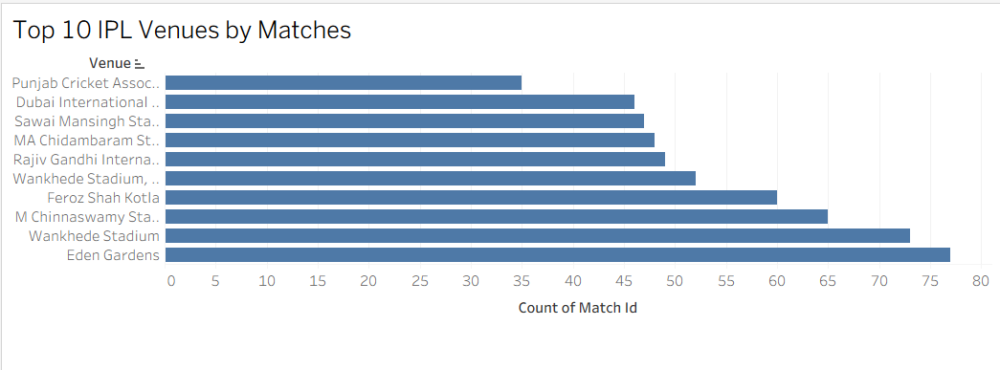 Top 10 IPL Venues by Matches
Venue
Punjab Cricket Assoc..
Dubai International ..
Sawai Mansingh Sta..
MA Chidambaram St..
Rajiv Gandhi Interna..
Wankhede Stadium, ..
Feroz Shah Kotla
M Chinnaswamy Sta..
Wankhede Stadium
Eden Gardens
0 5 10 15 20 25 30 35 40 45 50 55 60 65 70 75 80
Count of Match Id